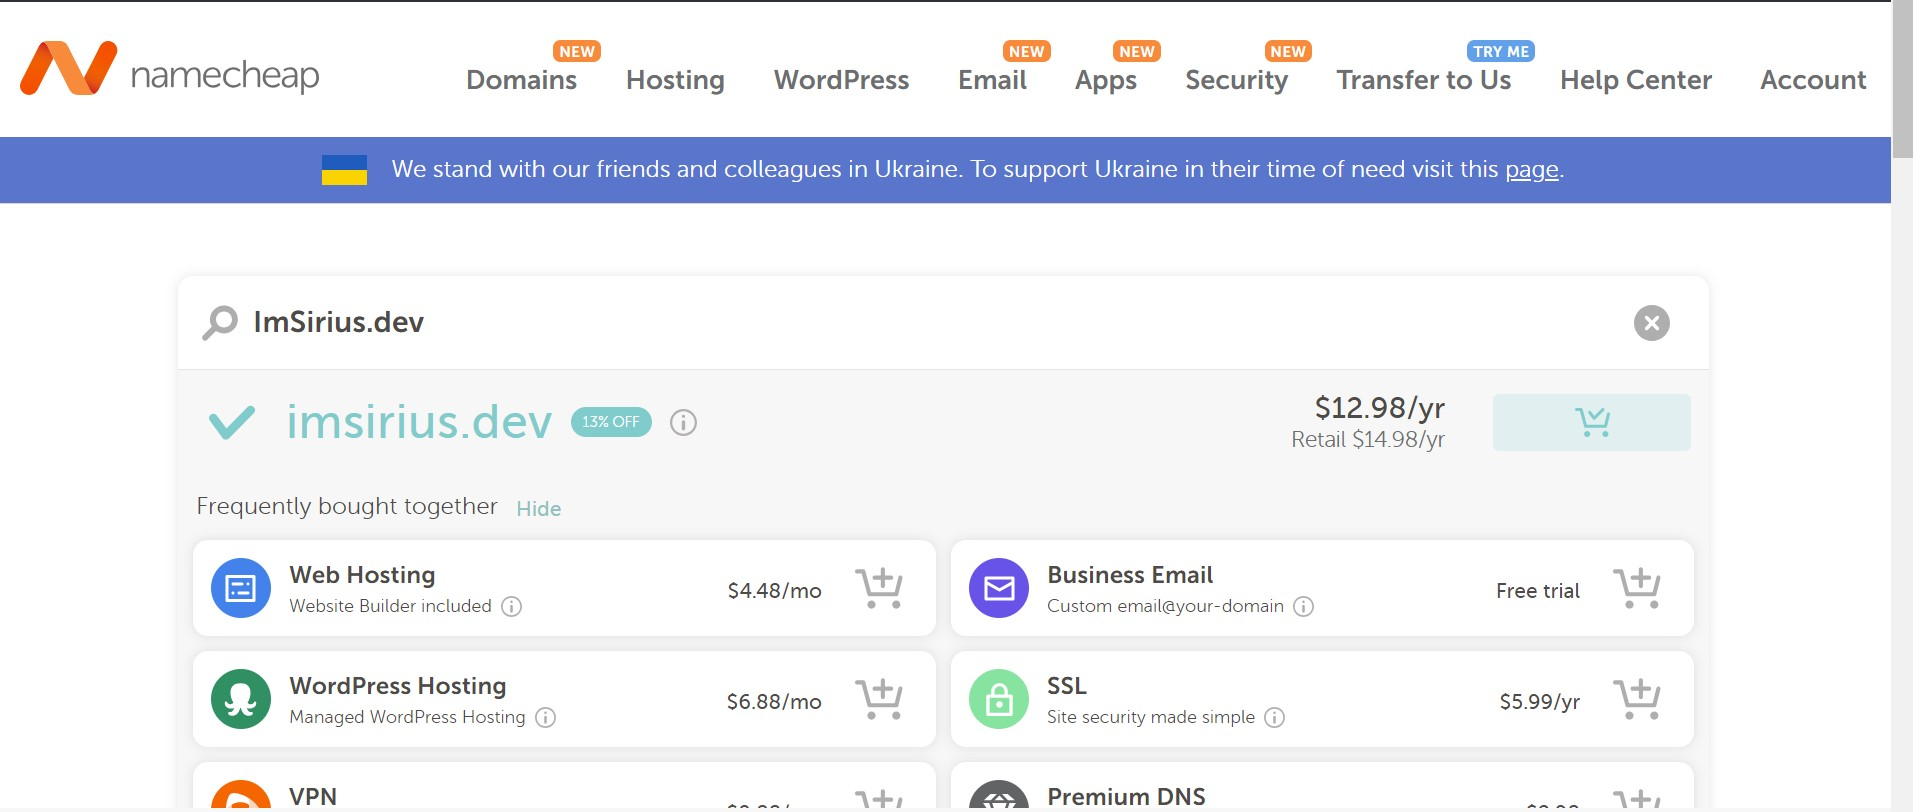 namecheap
NEW
NEW
NEW
NEW
TRY ME
Domains Hosting WordPress Email Apps Security Transfer to Us Help Center Account
We stand with our friends and colleagues in Ukraine. To support Ukraine in their time of need visit this page.
ImSirius.dev
imsirius.dev 13% OFF
$12.98/yr
Retail $14.98/yr
Frequently bought together Hide
Web Hosting
Website Builder included
$4.48/mo
Business Email
Custom email@your-domain
Free trial
WordPress Hosting
Managed WordPress Hosting
$6.88/mo
SSL
Site security made simple
$5.99/yr
VPN
Premium DNS